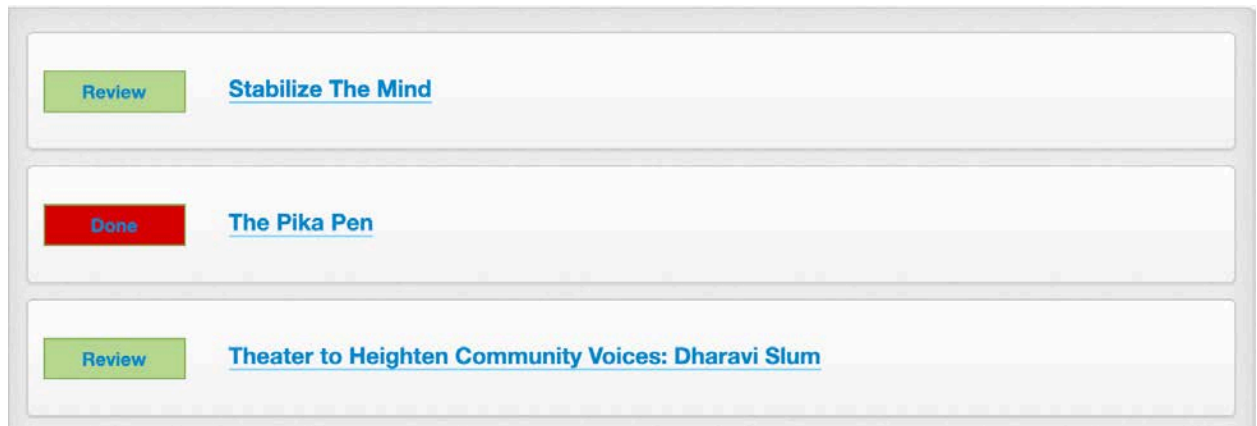 Review Stabilize The Mind
Done The Pika Pen
Review Theater to Heighten Community Voices: Dharavi Slum